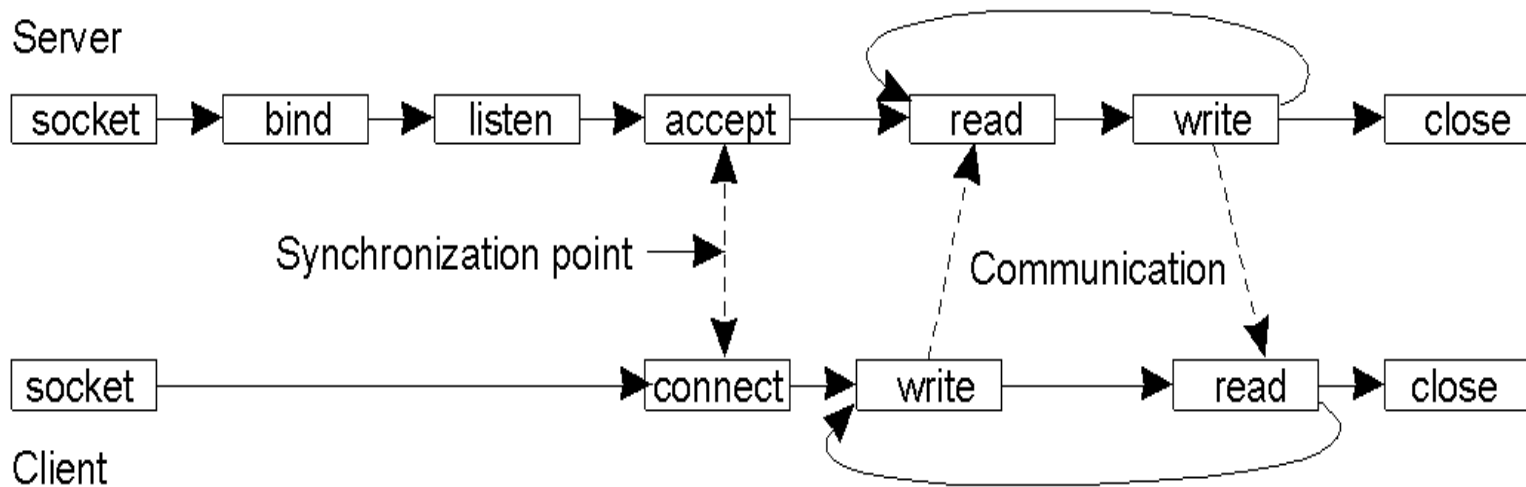 Server
socket bind listen accept read write close
Synchronization point
Communication
socket connect write read close
Client